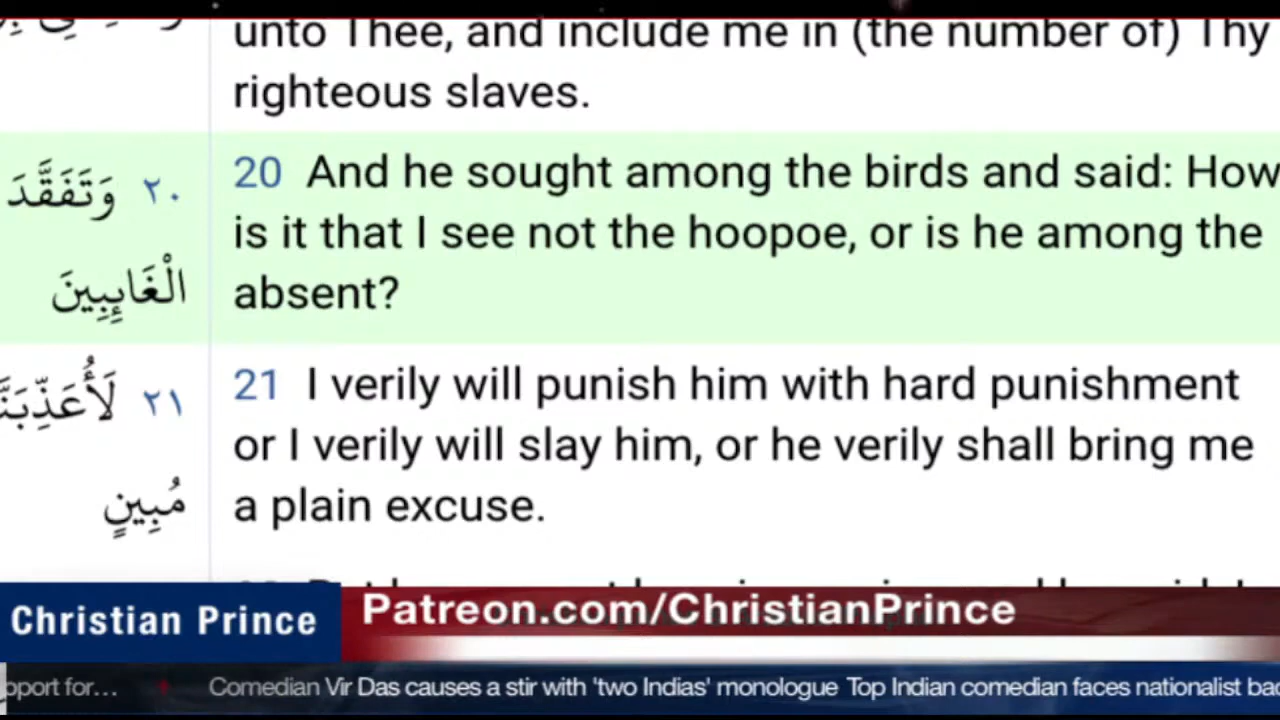 unto Thee, and include me in (the number of) Thy
righteous slaves.
٢٠ وَتَفَقَّدَ
الْغَايِٕبِينَ
20 And he sought among the birds and said: How
is it that I see not the hoopoe, or is he among the
absent?
٢١ لَأُعَذِّبَنَّ
مُبِينٍ
21 I verily will punish him with hard punishment
or I verily will slay him, or he verily shall bring me
a plain excuse.
Christian Prince
Patreon.com/ChristianPrince
pport for... Comedian Vir Das causes a stir with 'two Indias' monologue Top Indian comedian faces nationalist bac